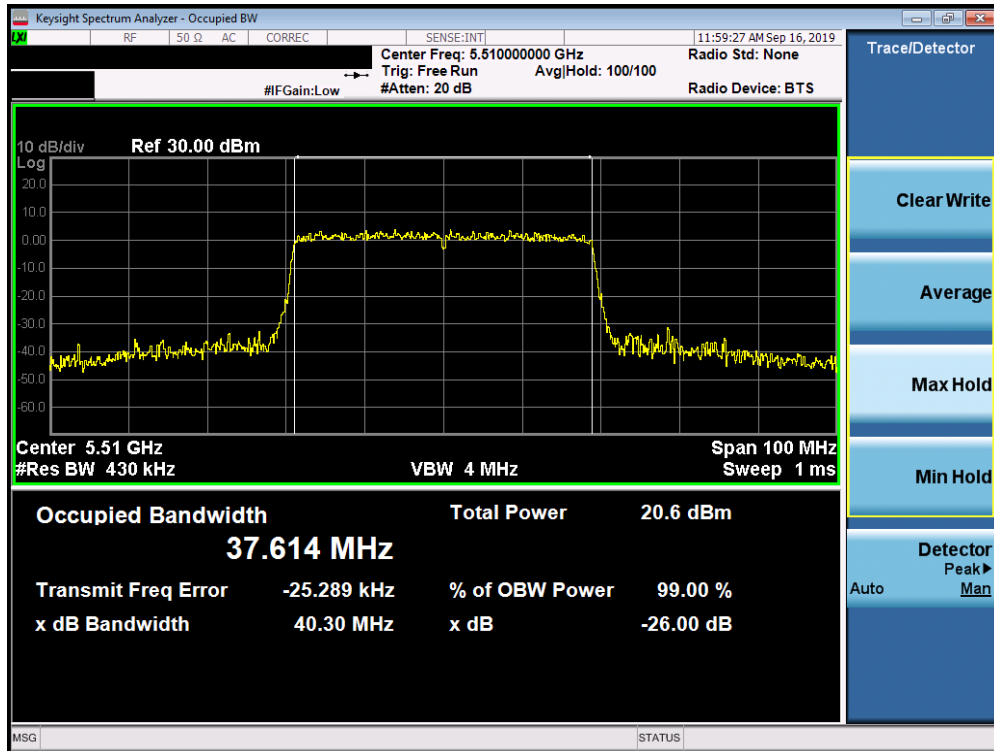 Keysight Spectrum Analyzer - Occupied BW
LXI RF 50 Ω AC CORREC SENSE:INT 11:59:27 AM Sep 16, 2019
Center Freq: 5.510000000 GHz Radio Std: None
Trig: Free Run Avg|Hold: 100/100
#IFGain:Low #Atten: 20 dB Radio Device: BTS
10 dB/div Ref 30.00 dBm
Log
20.0
10.0
0.00
-10.0
-20.0
-30.0
-40.0
-50.0
-60.0
Center 5.51 GHz Span 100 MHz
#Res BW 430 kHz VBW 4 MHz Sweep 1 ms
Occupied Bandwidth Total Power 20.6 dBm
37.614 MHz
Transmit Freq Error -25.289 kHz % of OBW Power 99.00 %
x dB Bandwidth 40.30 MHz x dB -26.00 dB
MSG STATUS
Trace/Detector
Clear Write
Average
Max Hold
Min Hold
Detector
Peak▶
Auto Man